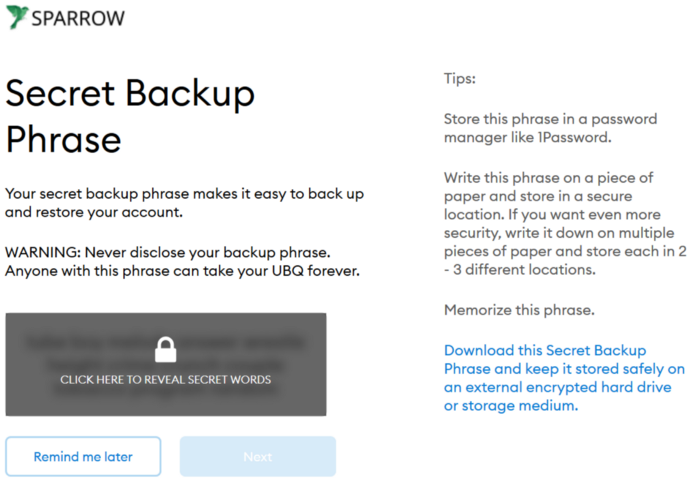 SPARROW
Secret Backup
Phrase
Your secret backup phrase makes it easy to back up
and restore your account.
WARNING: Never disclose your backup phrase.
Anyone with this phrase can take your UBQ forever.
CLICK HERE TO REVEAL SECRET WORDS
Remind me later
Next
Tips:
Store this phrase in a password
manager like 1Password.
Write this phrase on a piece of
paper and store in a secure
location. If you want even more
security, write it down on multiple
pieces of paper and store each in 2
- 3 different locations.
Memorize this phrase.
Download this Secret Backup
Phrase and keep it stored safely on
an external encrypted hard drive
or storage medium.